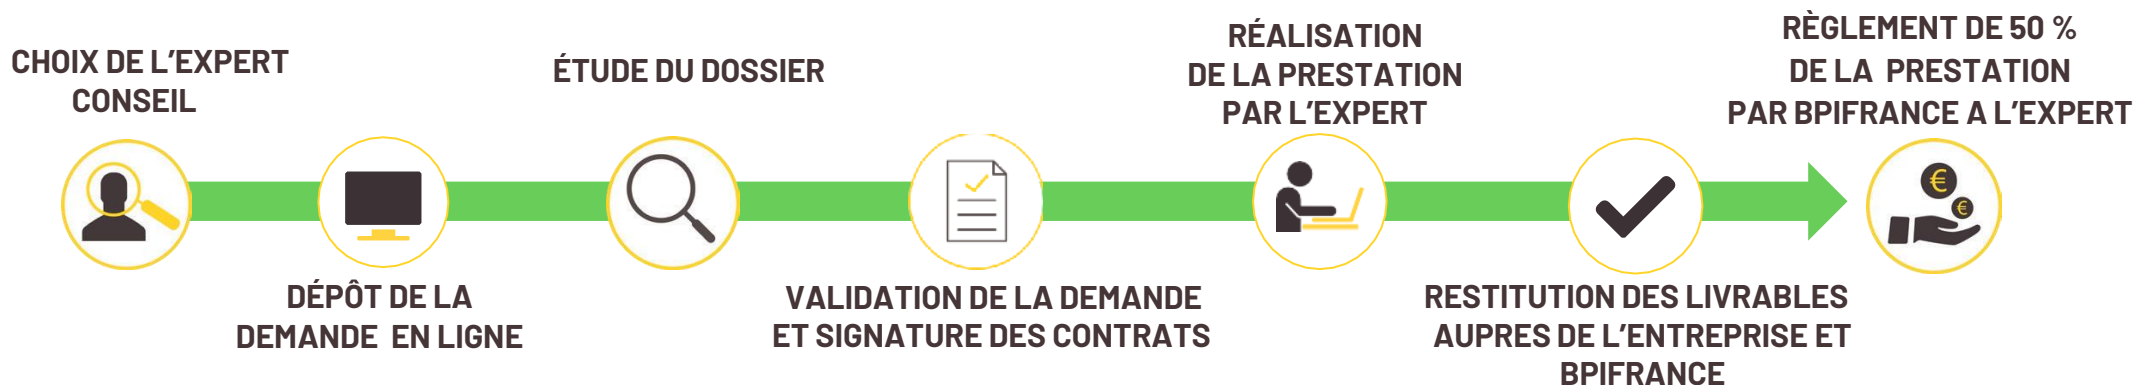 CHOIX DE L’EXPERT
CONSEIL
DÉPÔT DE LA
DEMANDE EN LIGNE
ÉTUDE DU DOSSIER
VALIDATION DE LA DEMANDE
ET SIGNATURE DES CONTRATS
RÉALISATION
DE LA PRESTATION
PAR L’EXPERT
RESTITUTION DES LIVRABLES
AUPRES DE L’ENTREPRISE ET
BPIFRANCE
RÈGLEMENT DE 50 %
DE LA PRESTATION
PAR BPIFRANCE A L’EXPERT
€
€